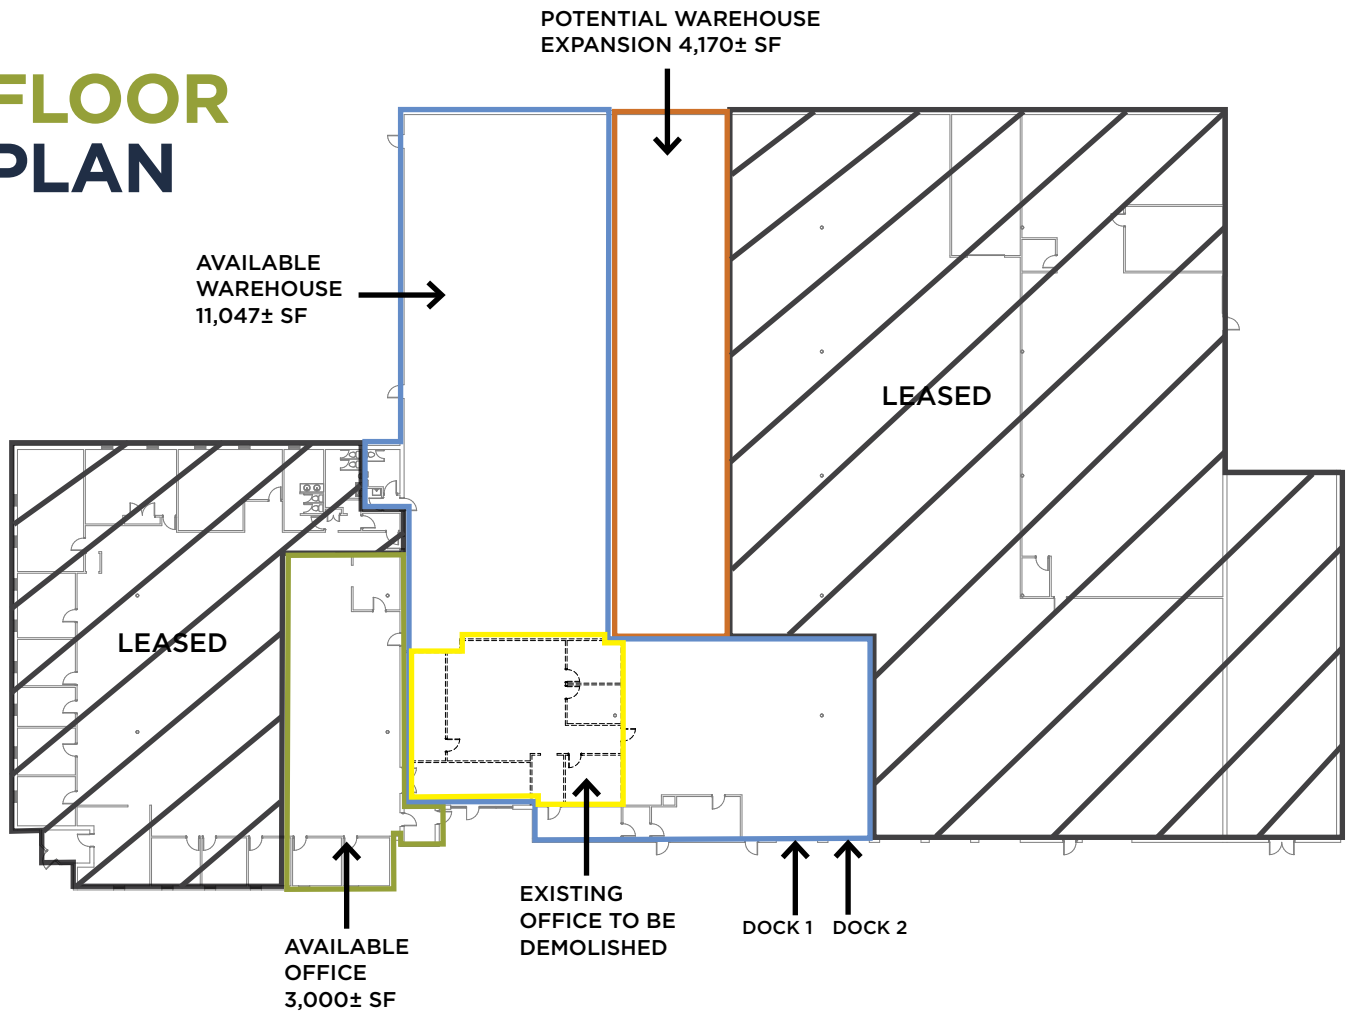 POTENTIAL WAREHOUSE
EXPANSION 4,170± SF
FLOOR
PLAN
AVAILABLE
WAREHOUSE
11,047± SF
LEASED
LEASED
EXISTING
OFFICE TO BE
DEMOLISHED
DOCK 1
DOCK 2
AVAILABLE
OFFICE
3,000± SF